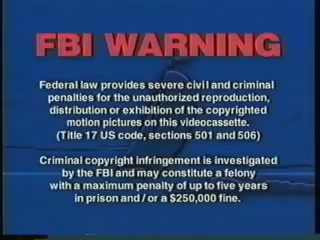 FBI WARNING
Federal law provides severe civil and criminal
penalties for the unauthorized reproduction,
distribution or exhibition of the copyrighted
motion pictures on this videocassette.
(Title 17 US code, sections 501 and 506)
Criminal copyright infringement is investigated
by the FBI and may constitute a felony
with a maximum penalty of up to five years
in prison and / or a $250,000 fine.